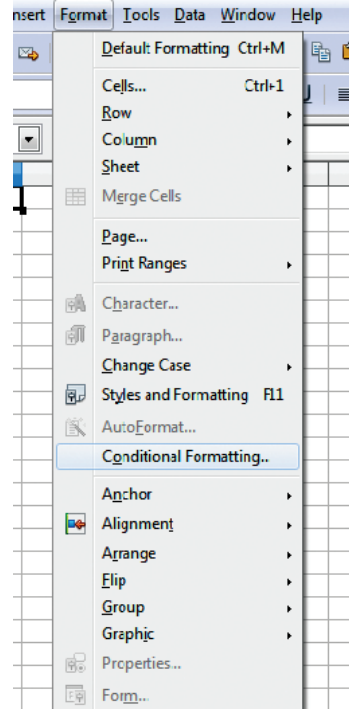 nsert Format Tools Data Window Help
Default Formatting Ctrl+M
Cells... Ctrl+1
Row
Column
Sheet
Merge Cells
Page...
Print Ranges
Character...
Paragraph...
Change Case
Styles and Formatting F11
AutoFormat...
Conditional Formatting..
Anchor
Alignment
Arrange
Flip
Group
Graphic
Properties...
Form...